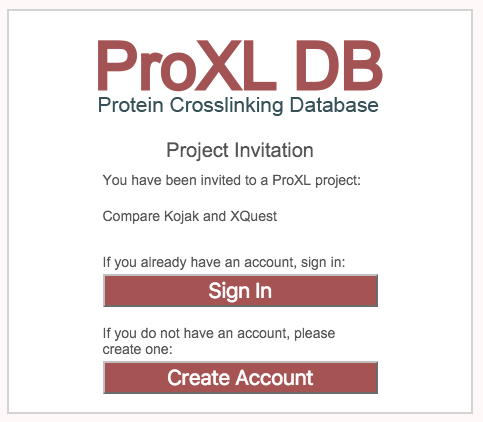 ProXL DB
Protein Crosslinking Database
Project Invitation
You have been invited to a ProXL project:
Compare Kojak and XQuest
If you already have an account, sign in:
Sign In
If you do not have an account, please
create one:
Create Account